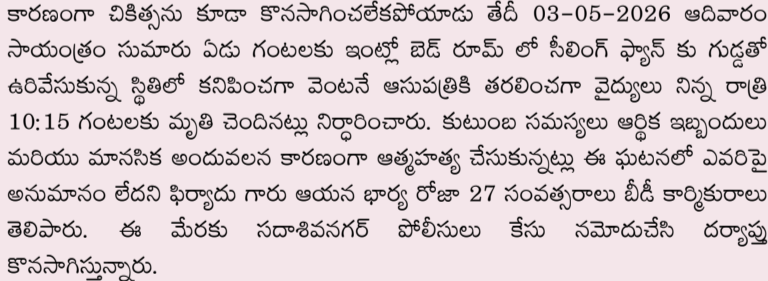 కారణంగా చికిత్సను కూడా కొనసాగించలేకపోయాడు తేదీ 03-05-2026 ఆదివారం
సాయంత్రం సుమారు ఏడు గంటలకు ఇంట్లో బెడ్ రూమ్ లో సీలింగ్ ఫ్యాన్ కు గుడ్డతో
ఉరివేసుకున్న స్థితిలో కనిపించగా వెంటనే ఆసుపత్రికి తరలించగా వైద్యులు నిన్న రాత్రి
10:15 గంటలకు మృతి చెందినట్లు నిర్ధారించారు. కుటుంబ సమస్యలు ఆర్థిక ఇబ్బందులు
మరియు మానసిక అందువలన కారణంగా ఆత్మహత్య చేసుకున్నట్లు ఈ ఘటనలో ఎవరిపై
అనుమానం లేదని ఫిర్యాదు గారు ఆయన భార్య రోజా 27 సంవత్సరాలు బీడీ కార్మికురాలు
తెలిపారు. ఈ మేరకు సదాశివనగర్ పోలీసులు కేసు నమోదుచేసి దర్యాప్తు
కొనసాగిస్తున్నారు.